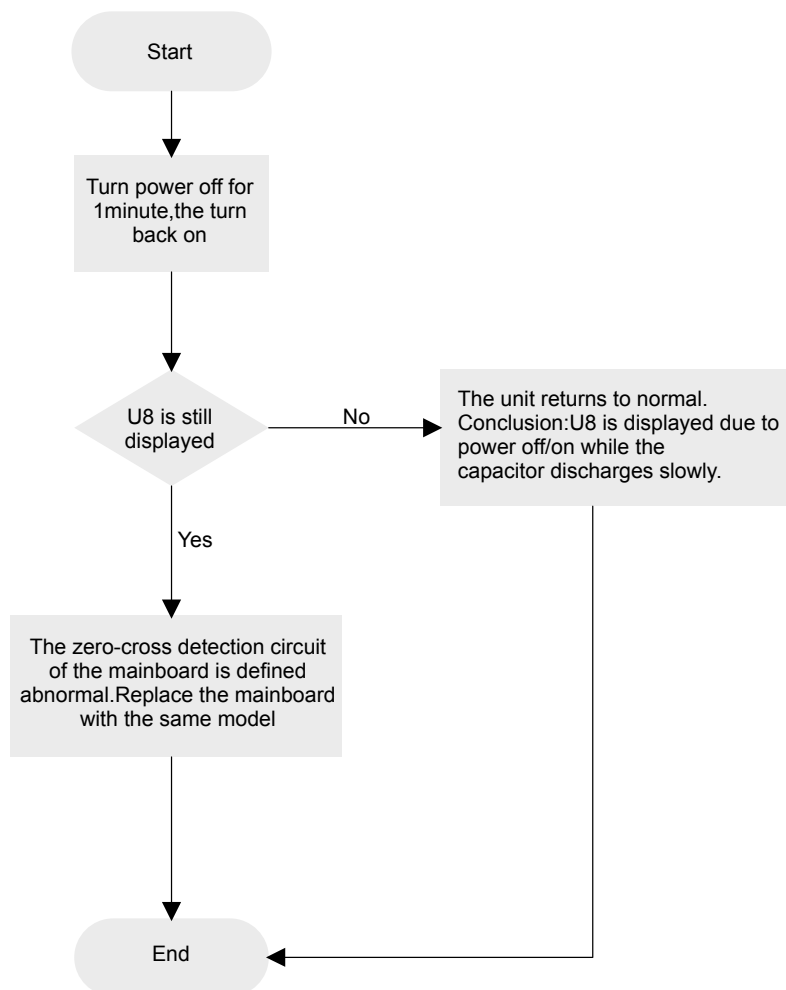 Start
Turn power off for
1minute,the turn
back on
U8 is still
displayed
No
The unit returns to normal.
Conclusion:U8 is displayed due to
power off/on while the
capacitor discharges slowly.
Yes
The zero-cross detection circuit
of the mainboard is defined
abnormal.Replace the mainboard
with the same model
End